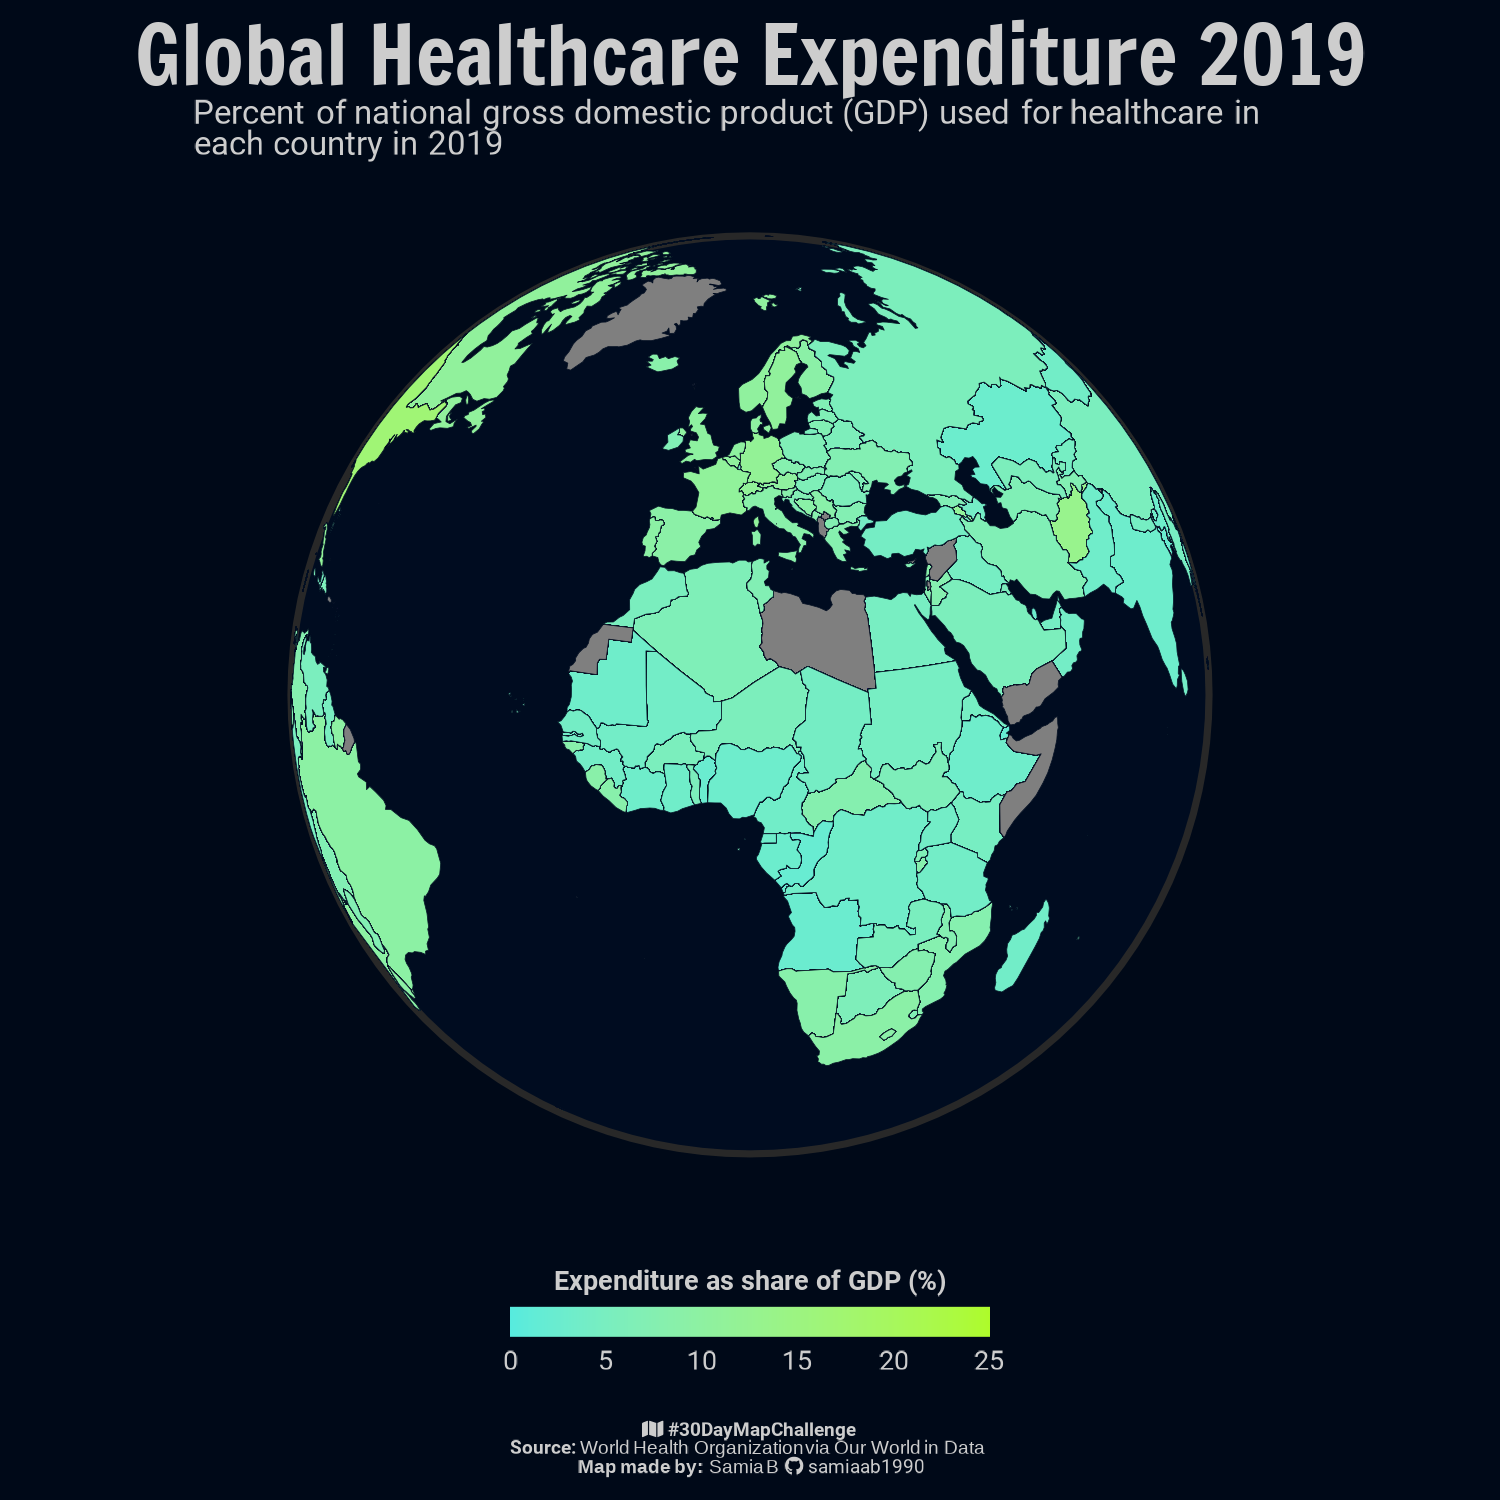 Global Healthcare Expenditure 2019
Percent of national gross domestic product (GDP) used for healthcare in
each country in 2019
Expenditure as share of GDP (%)
0 5 10 15 20 25
#30DayMapChallenge
Source: World Health Organization via Our World in Data
Map made by: Samia B samiaab1990